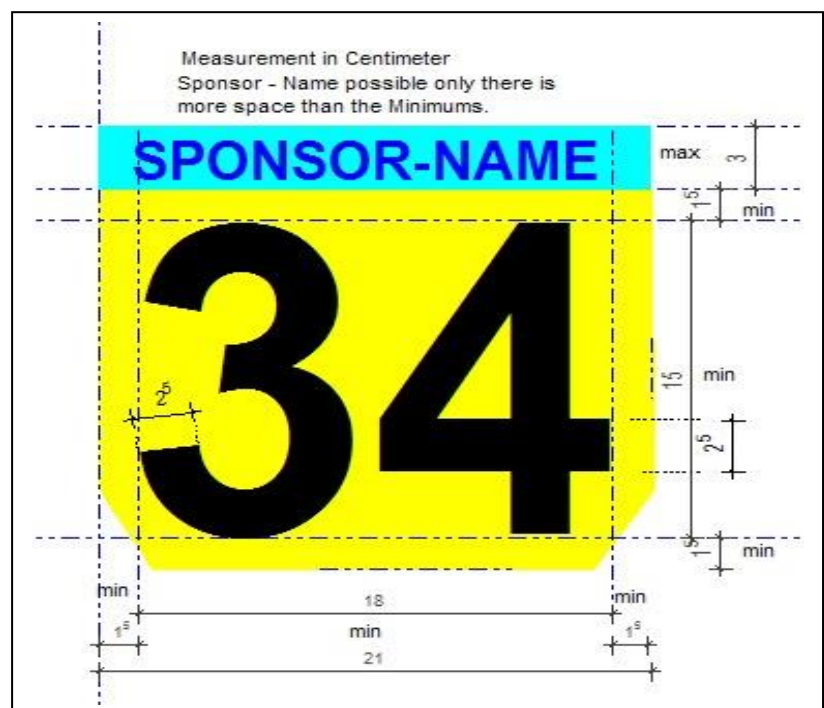 Measurement in Centimeter
Sponsor - Name possible only there is
more space than the Minimums.
SPONSOR-NAME
max
3
1⁵
min
34
2⁵
15
min
2⁵
1⁵
min
min
18
min
1⁵
min
1⁵
21